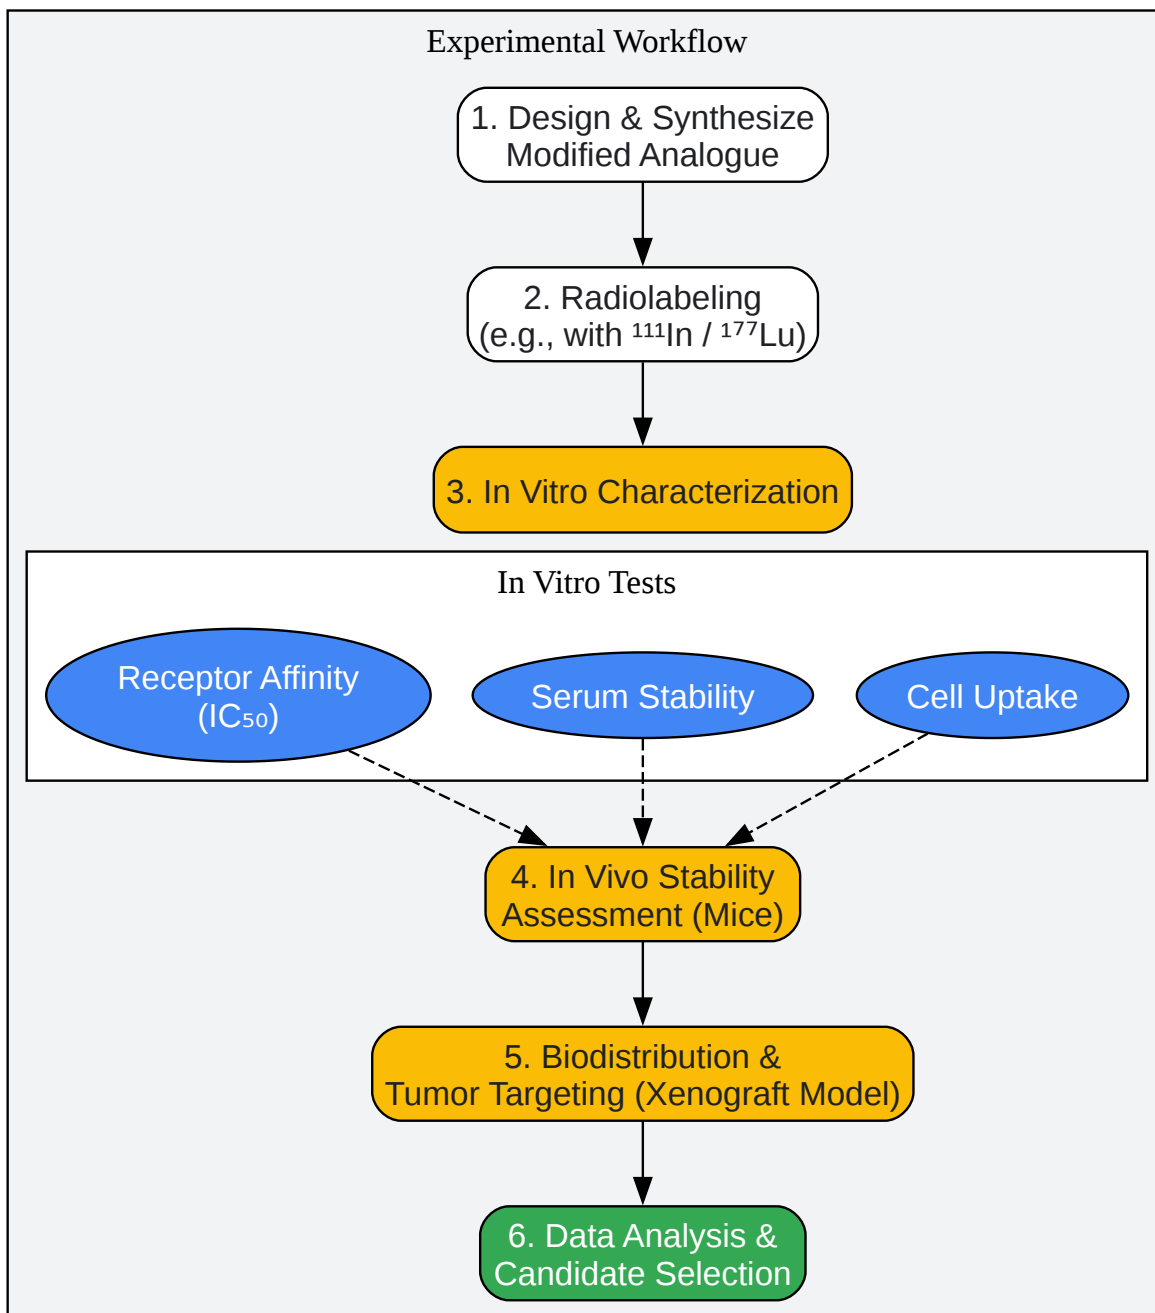 Experimental Workflow
1. Design & Synthesize
Modified Analogue
2. Radiolabeling
(e.g., with ¹¹¹In / ¹⁷⁷Lu)
3. In Vitro Characterization
In Vitro Tests
Receptor Affinity
(IC₅₀)
Serum Stability
Cell Uptake
4. In Vivo Stability
Assessment (Mice)
5. Biodistribution &
Tumor Targeting (Xenograft Model)
6. Data Analysis &
Candidate Selection